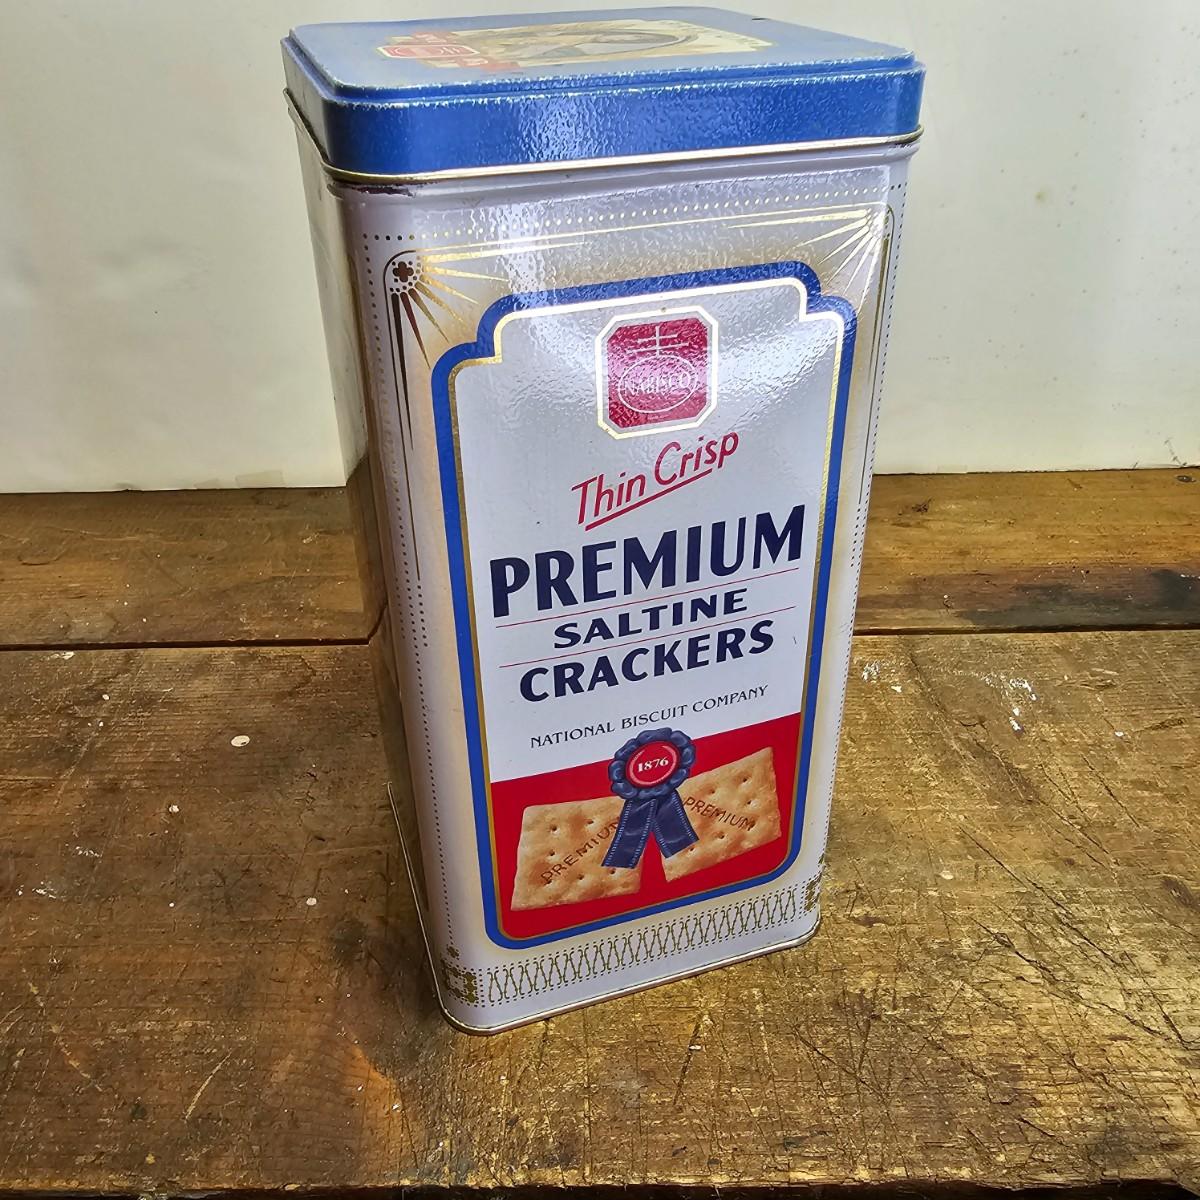 NABISCO
Thin Crisp
PREMIUM
SALTINE
CRACKERS
NATIONAL BISCUIT COMPANY
1876
PREMIUM
PREMIUM